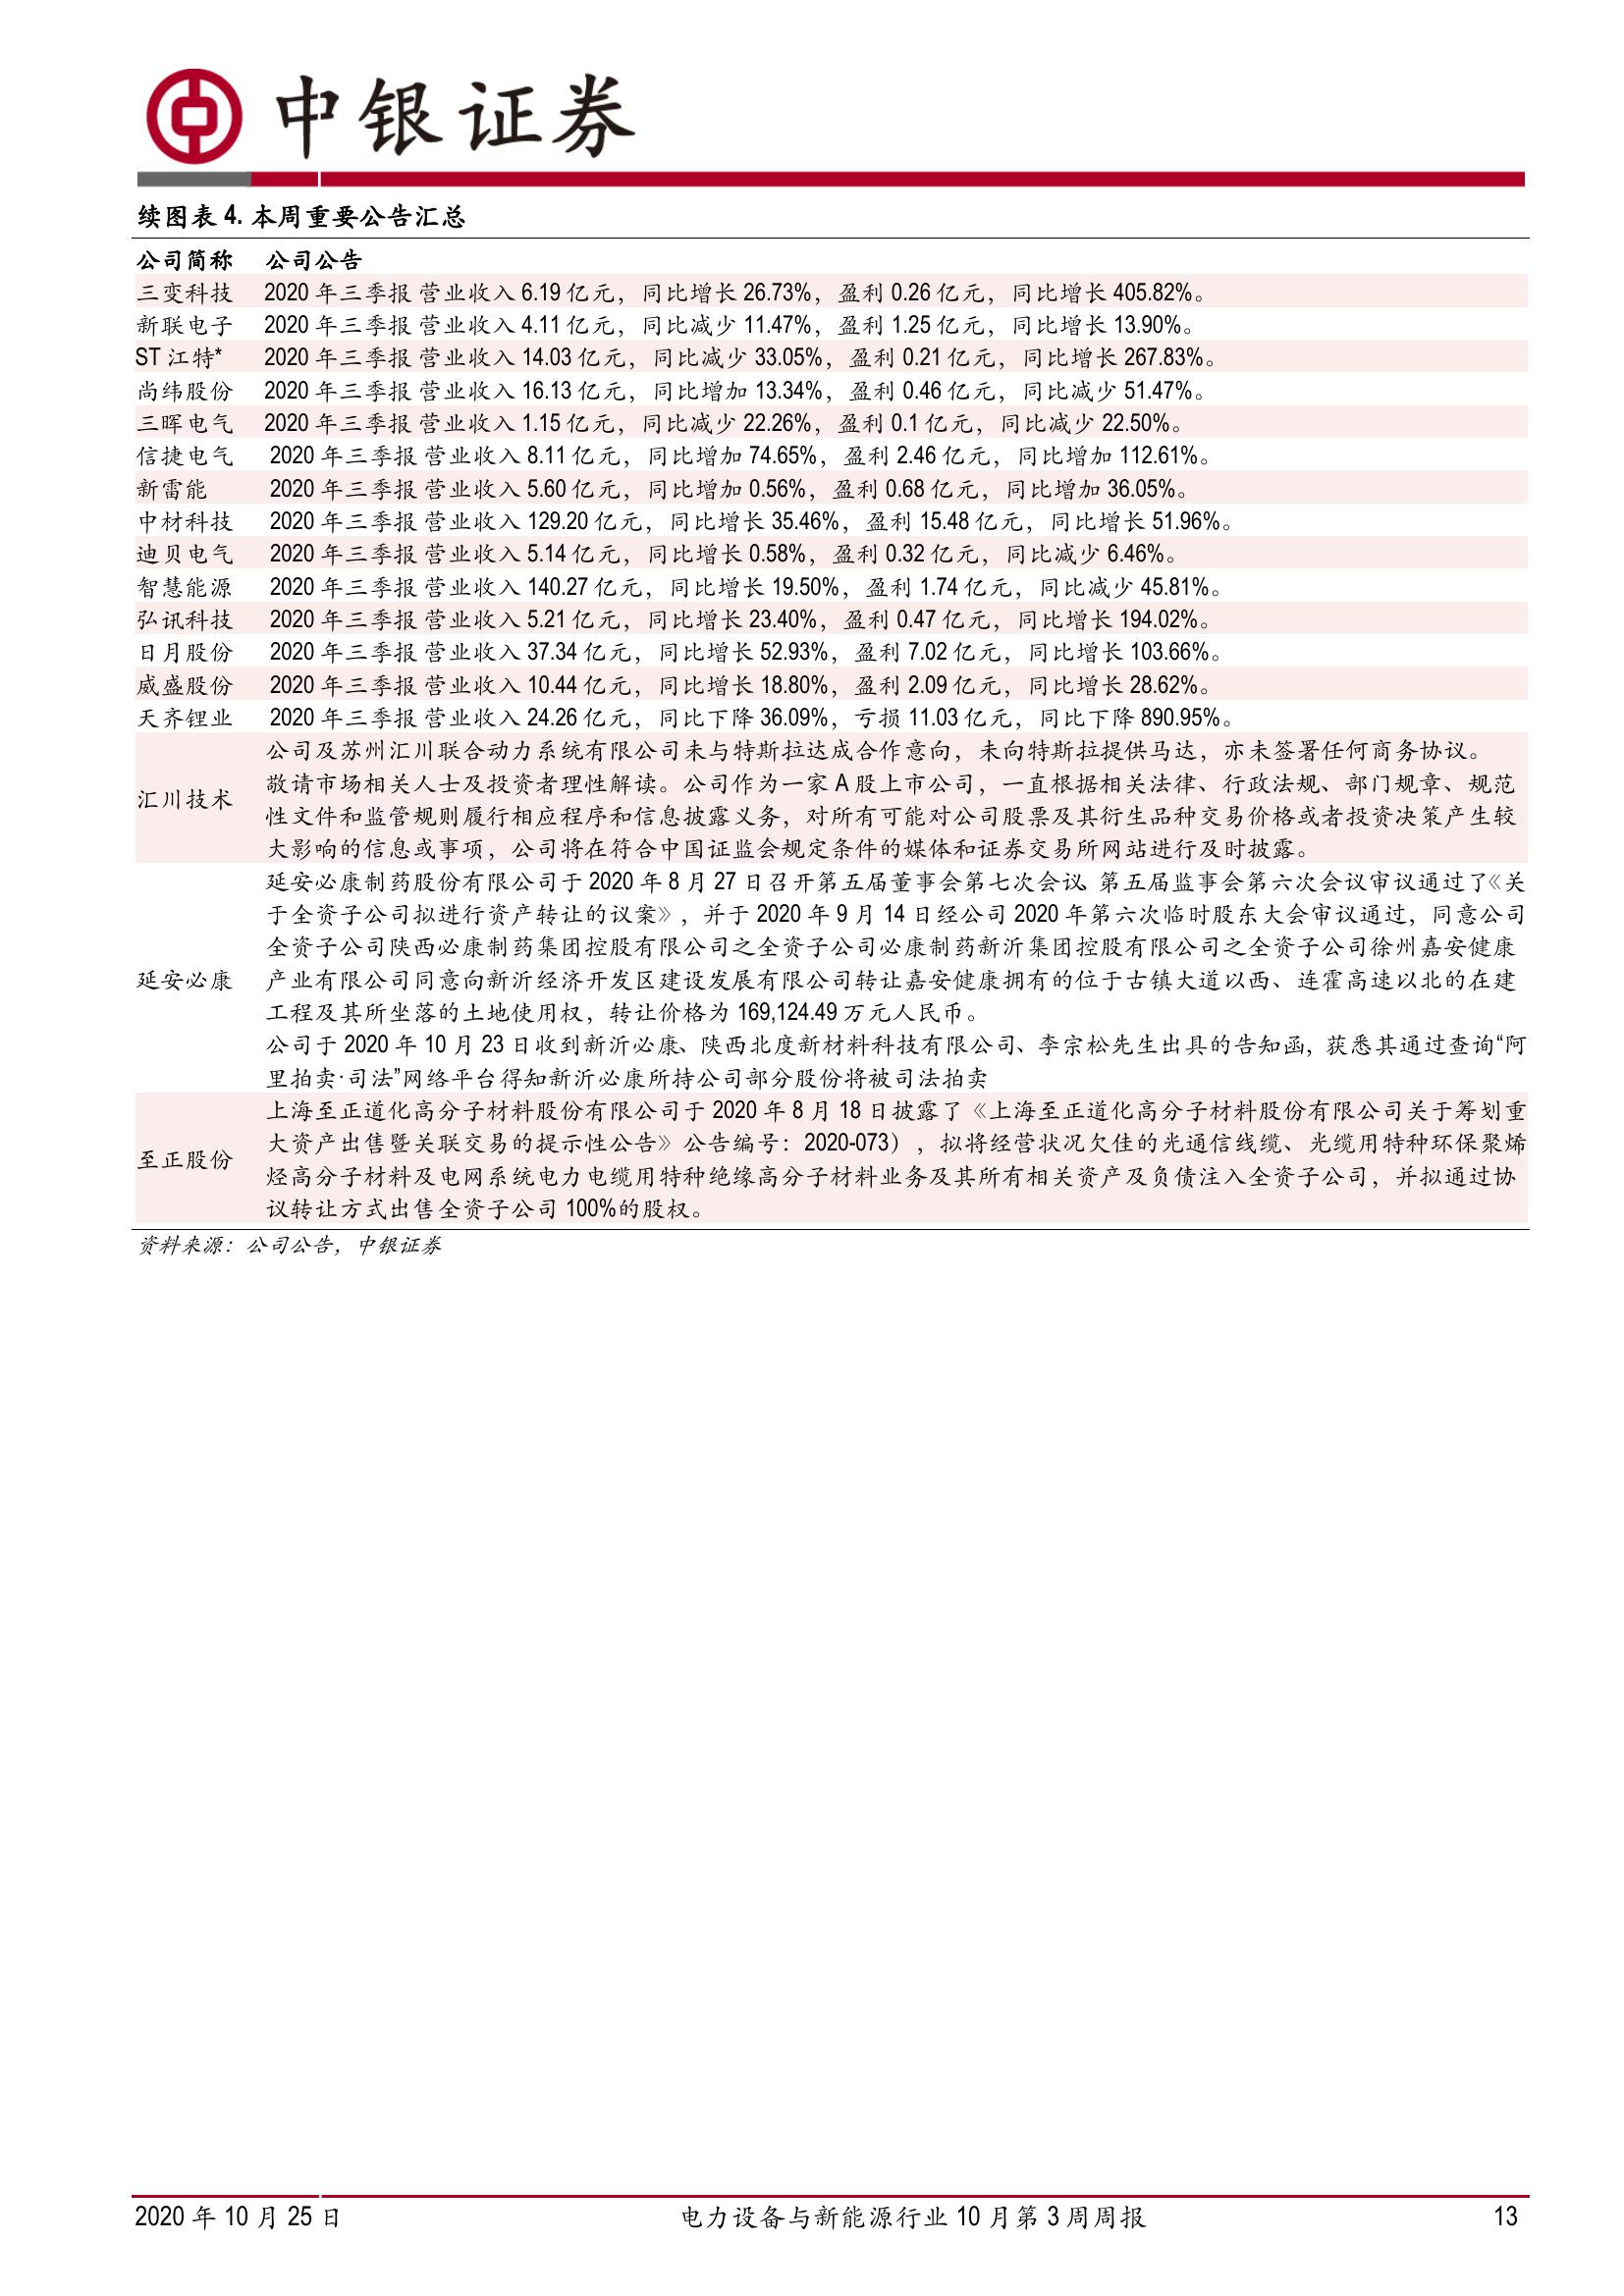 中银证券
续图表 4. 本周重要公告汇总
公司简称 公司公告
三变科技 2020 年三季报 营业收入 6.19 亿元，同比增长 26.73%，盈利 0.26 亿元，同比增长 405.82%。
新联电子 2020 年三季报 营业收入 4.11 亿元，同比减少 11.47%，盈利 1.25 亿元，同比增长 13.90%。
ST 江特* 2020 年三季报 营业收入 14.03 亿元，同比减少 33.05%，盈利 0.21 亿元，同比增长 267.83%。
尚纬股份 2020 年三季报 营业收入 16.13 亿元，同比增加 13.34%，盈利 0.46 亿元，同比减少 51.47%。
三晖电气 2020 年三季报 营业收入 1.15 亿元，同比减少 22.26%，盈利 0.1 亿元，同比减少 22.50%。
信捷电气 2020 年三季报 营业收入 8.11 亿元，同比增加 74.65%，盈利 2.46 亿元，同比增加 112.61%。
新雷能 2020 年三季报 营业收入 5.60 亿元，同比增加 0.56%，盈利 0.68 亿元，同比增加 36.05%。
中材科技 2020 年三季报 营业收入 129.20 亿元，同比增长 35.46%，盈利 15.48 亿元，同比增长 51.96%。
迪贝电气 2020 年三季报 营业收入 5.14 亿元，同比增长 0.58%，盈利 0.32 亿元，同比减少 6.46%。
智慧能源 2020 年三季报 营业收入 140.27 亿元，同比增长 19.50%，盈利 1.74 亿元，同比减少 45.81%。
弘讯科技 2020 年三季报 营业收入 5.21 亿元，同比增长 23.40%，盈利 0.47 亿元，同比增长 194.02%。
日月股份 2020 年三季报 营业收入 37.34 亿元，同比增长 52.93%，盈利 7.02 亿元，同比增长 103.66%。
威盛股份 2020 年三季报 营业收入 10.44 亿元，同比增长 18.80%，盈利 2.09 亿元，同比增长 28.62%。
天齐锂业 2020 年三季报 营业收入 24.26 亿元，同比下降 36.09%，亏损 11.03 亿元，同比下降 890.95%。
汇川技术
公司及苏州汇川联合动力系统有限公司未与特斯拉达成合作意向，未向特斯拉提供马达，亦未签署任何商务协议。
敬请市场相关人士及投资者理性解读。公司作为一家 A 股上市公司，一直根据相关法律、行政法规、部门规章、规范
性文件和监管规则履行相应程序和信息披露义务，对所有可能对公司股票及其衍生品种交易价格或者投资决策产生较
大影响的信息或事项，公司将在符合中国证监会规定条件的媒体和证券交易所网站进行及时披露。
延安必康
延安必康制药股份有限公司于 2020 年 8 月 27 日召开第五届董事会第七次会议、第五届监事会第六次会议审议通过了《关
于全资子公司拟进行资产转让的议案》，并于 2020 年 9 月 14 日经公司 2020 年第六次临时股东大会审议通过，同意公司
全资子公司陕西必康制药集团控股有限公司之全资子公司必康制药新沂集团控股有限公司之全资子公司徐州嘉安健康
产业有限公司同意向新沂经济开发区建设发展有限公司转让嘉安健康拥有的位于古镇大道以西、连霍高速以北的在建
工程及其所坐落的土地使用权，转让价格为 169,124.49 万元人民币。
公司于 2020 年 10 月 23 日收到新沂必康、陕西北度新材料科技有限公司、李宗松先生出具的告知函，获悉其通过查询“阿
里拍卖·司法”网络平台得知新沂必康所持公司部分股份将被司法拍卖
至正股份
上海至正道化高分子材料股份有限公司于 2020 年 8 月 18 日披露了《上海至正道化高分子材料股份有限公司关于筹划重
大资产出售暨关联交易的提示性公告》公告编号：2020-073），拟将经营状况欠佳的光通信线缆、光缆用特种环保聚烯
烃高分子材料及电网系统电力电缆用特种绝缘高分子材料业务及其所有相关资产及负债注入全资子公司，并拟通过协
议转让方式出售全资子公司 100%的股权。
资料来源：公司公告，中银证券
2020 年 10 月 25 日 电力设备与新能源行业 10 月第 3 周周报 13